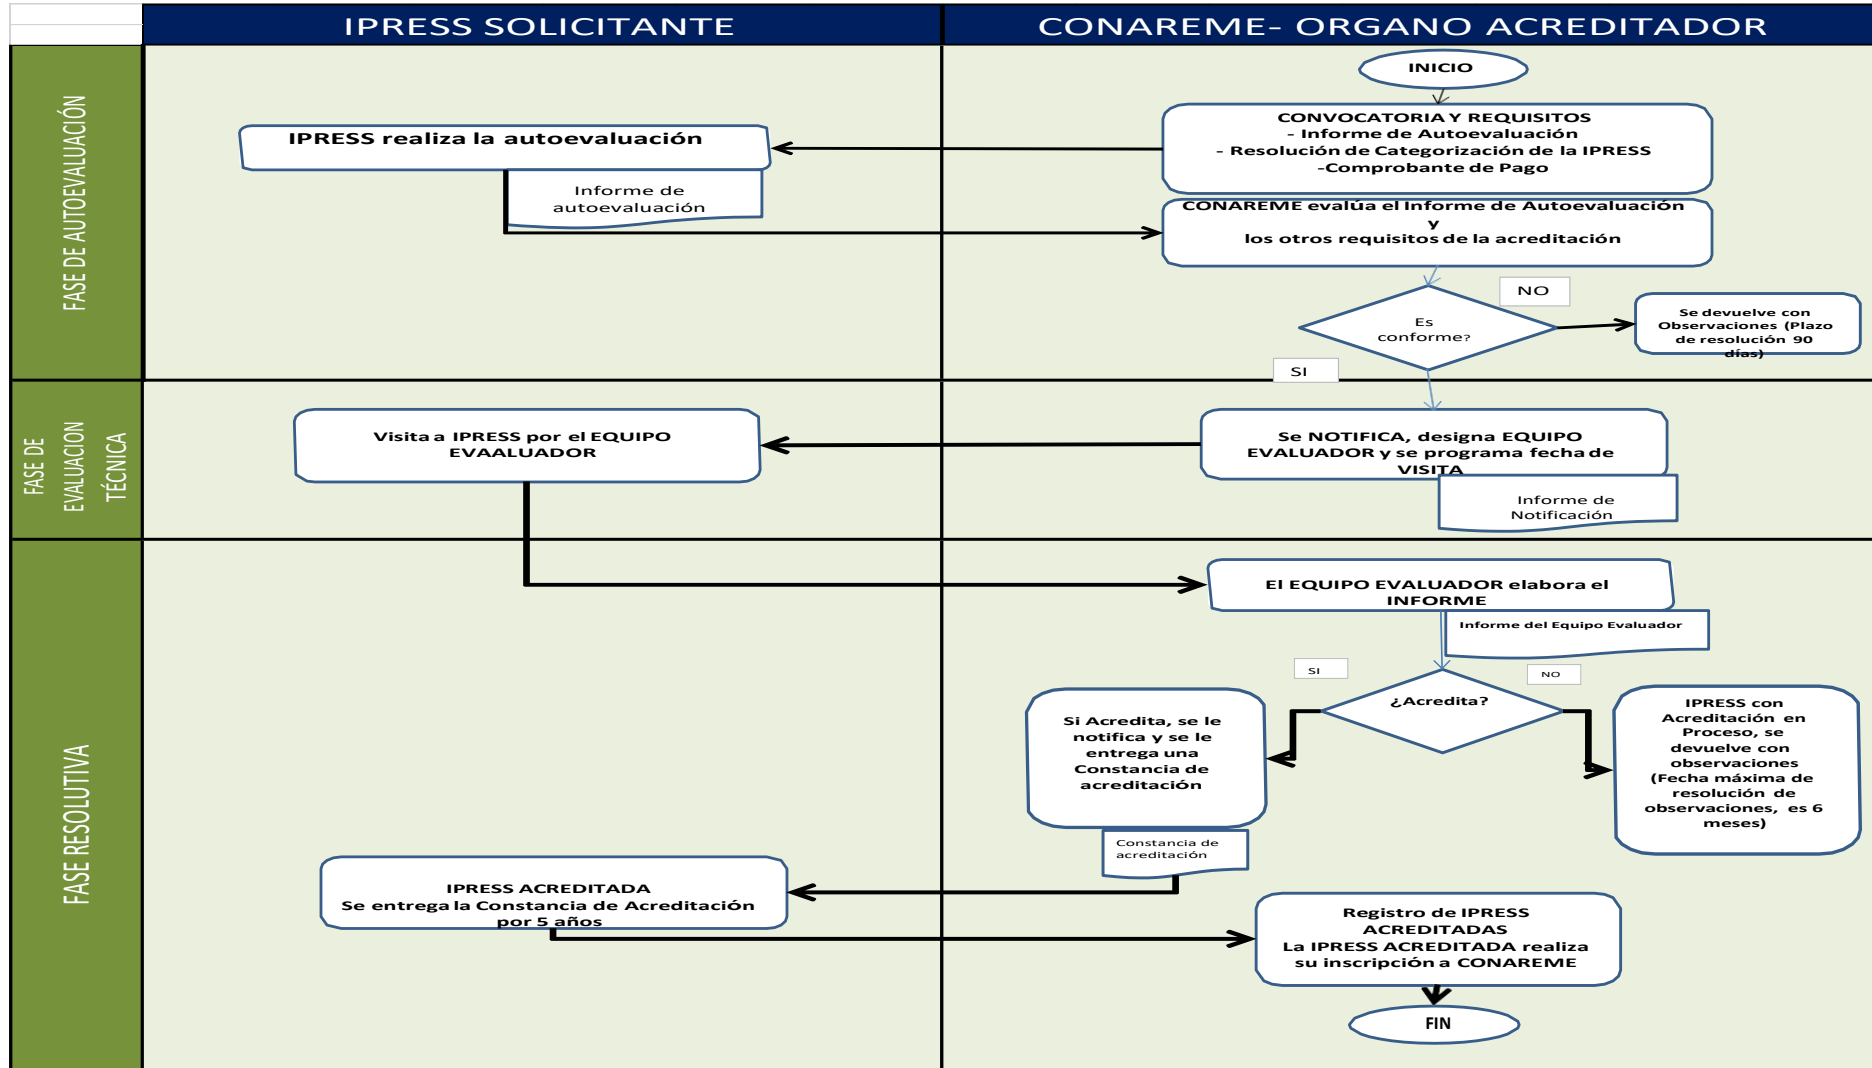 IPRESS SOLICITANTE
CONAREME- ORGANO ACREDITADOR
FASE DE AUTOEVALUACIÓN
INICIO
CONVOCATORIA Y REQUISITOS
- Informe de Autoevaluación
- Resolución de Categorización de la IPRESS
-Comprobante de Pago
IPRESS realiza la autoevaluación
Informe de
autoevaluación
CONAREME evalúa el Informe de Autoevaluación
y
los otros requisitos de la acreditación
Es
conforme?
NO
Se devuelve con
Observaciones (Plazo
de resolución 90
días)
SI
FASE DE
EVALUACION
TÉCNICA
Visita a IPRESS por el EQUIPO
EVAALUADOR
Se NOTIFICA, designa EQUIPO
EVALUADOR y se programa fecha de
VISITA
Informe de
Notificación
FASE RESOLUTIVA
El EQUIPO EVALUADOR elabora el
INFORME
Informe del Equipo Evaluador
SI
NO
¿Acredita?
Si Acredita, se le
notifica y se le
entrega una
Constancia de
acreditación
IPRESS con
Acreditación en
Proceso, se
devuelve con
observaciones
(Fecha máxima de
resolución de
observaciones, es 6
meses)
Constancia de
acreditación
IPRESS ACREDITADA
Se entrega la Constancia de Acreditación
por 5 años
Registro de IPRESS
ACREDITADAS
La IPRESS ACREDITADA realiza
su inscripción a CONAREME
FIN